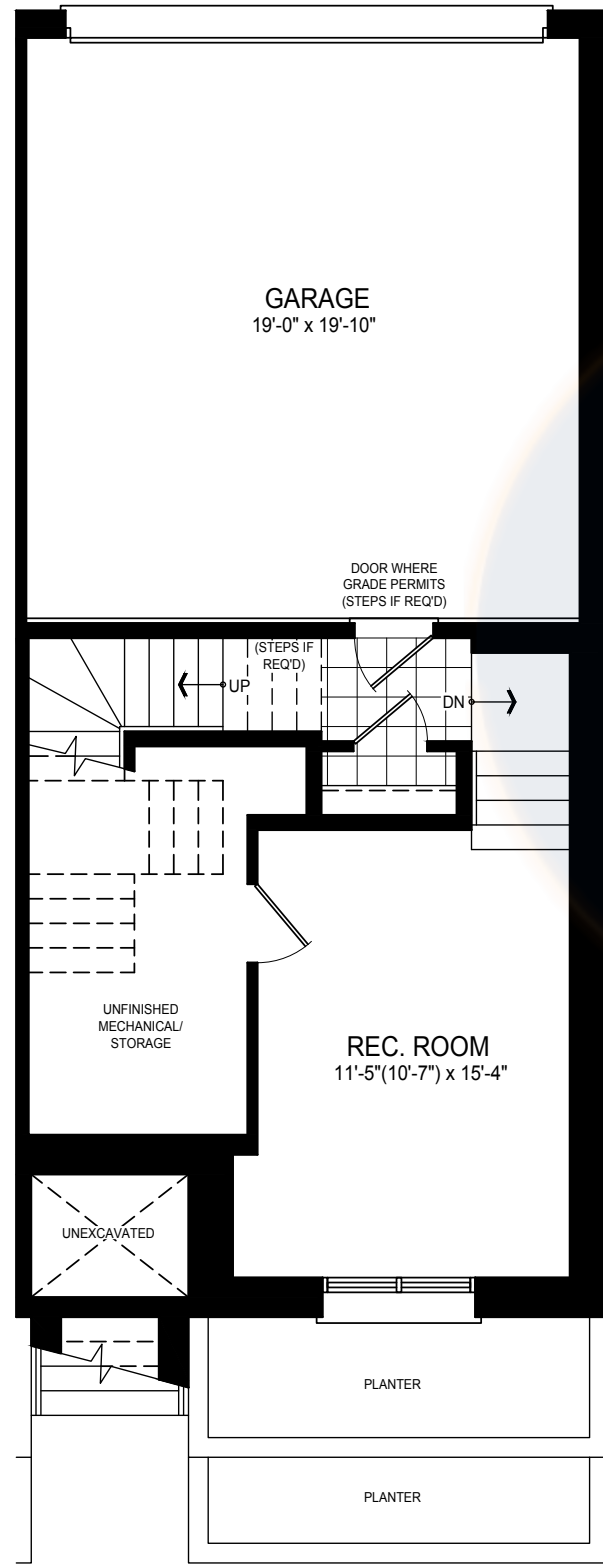 GARAGE
19'-0" x 19'-10"
DOOR WHERE
GRADE PERMITS
(STEPS IF REQ'D)
(STEPS IF
REQ'D)
UP
DN
UNFINISHED
MECHANICAL/
STORAGE
REC. ROOM
11'-5"(10'-7") x 15'-4"
UNEXCAVATED
PLANTER
PLANTER